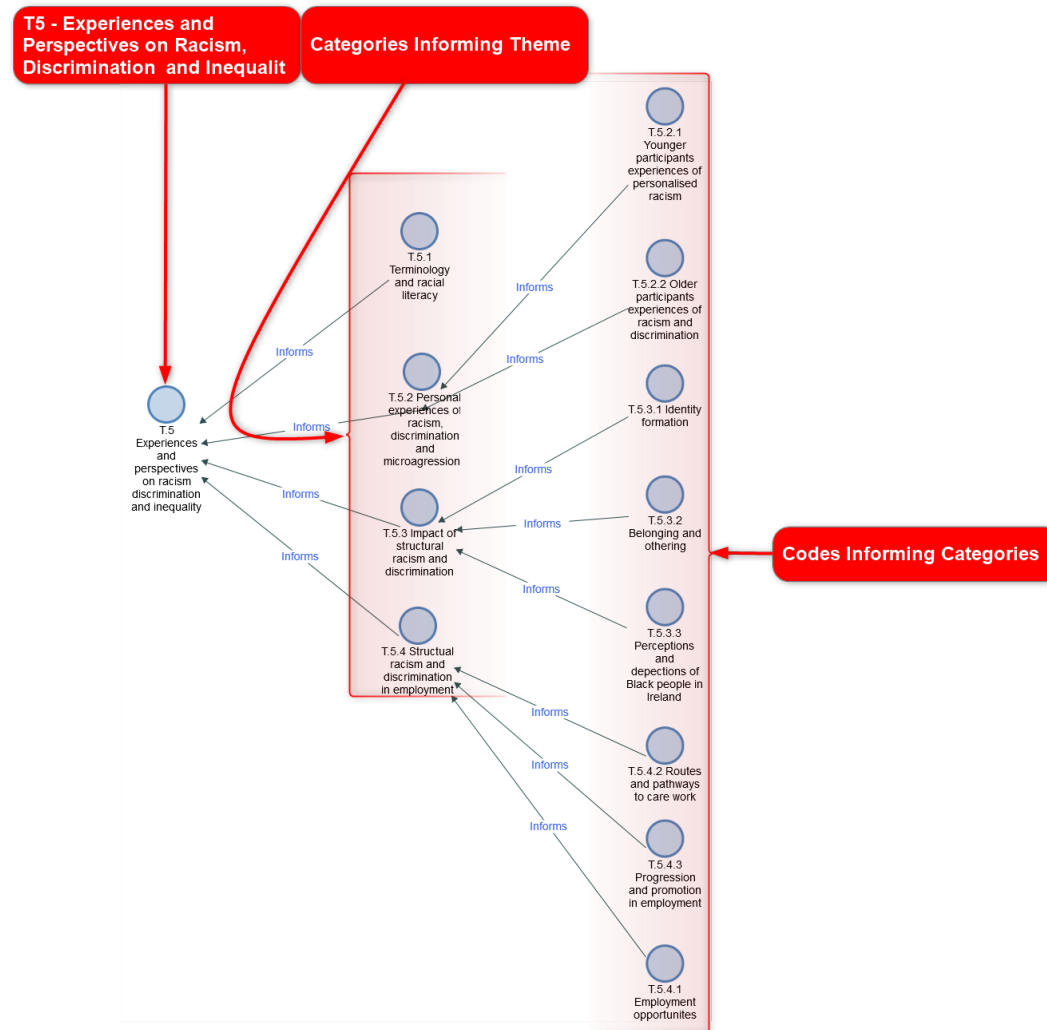 T5 - Experiences and
Perspectives on Racism,
Discrimination  and Inequalit
Categories Informing Theme
T.5.2.1
Younger
participants
experiences of
personalised
racism
T.5.1
Terminology
and racial
literacy
T.5.2.2 Older
participants
experiences of
racism and
discrimination
Informs
Informs
Informs
T.5.2 Personal
experiences of
racism,
discrimination
and
microagression
T.5.3.1 Identity
formation
T.5
Experiences
and
perspectives
on racism
discrimination
and inequality
Informs
Informs
Informs
T.5.3 Impact of
structural
racism and
discrimination
Informs
T.5.3.2
Belonging and
othering
Codes Informing Categories
Informs
Informs
T.5.4 Structual
racism and
discrimination
in employment
T.5.3.3
Perceptions
and
depections of
Black people in
Ireland
Informs
T.5.4.2 Routes
and pathways
to care work
Informs
T.5.4.3
Progression
and promotion
in employment
Informs
T.5.4.1
Employment
opportunites